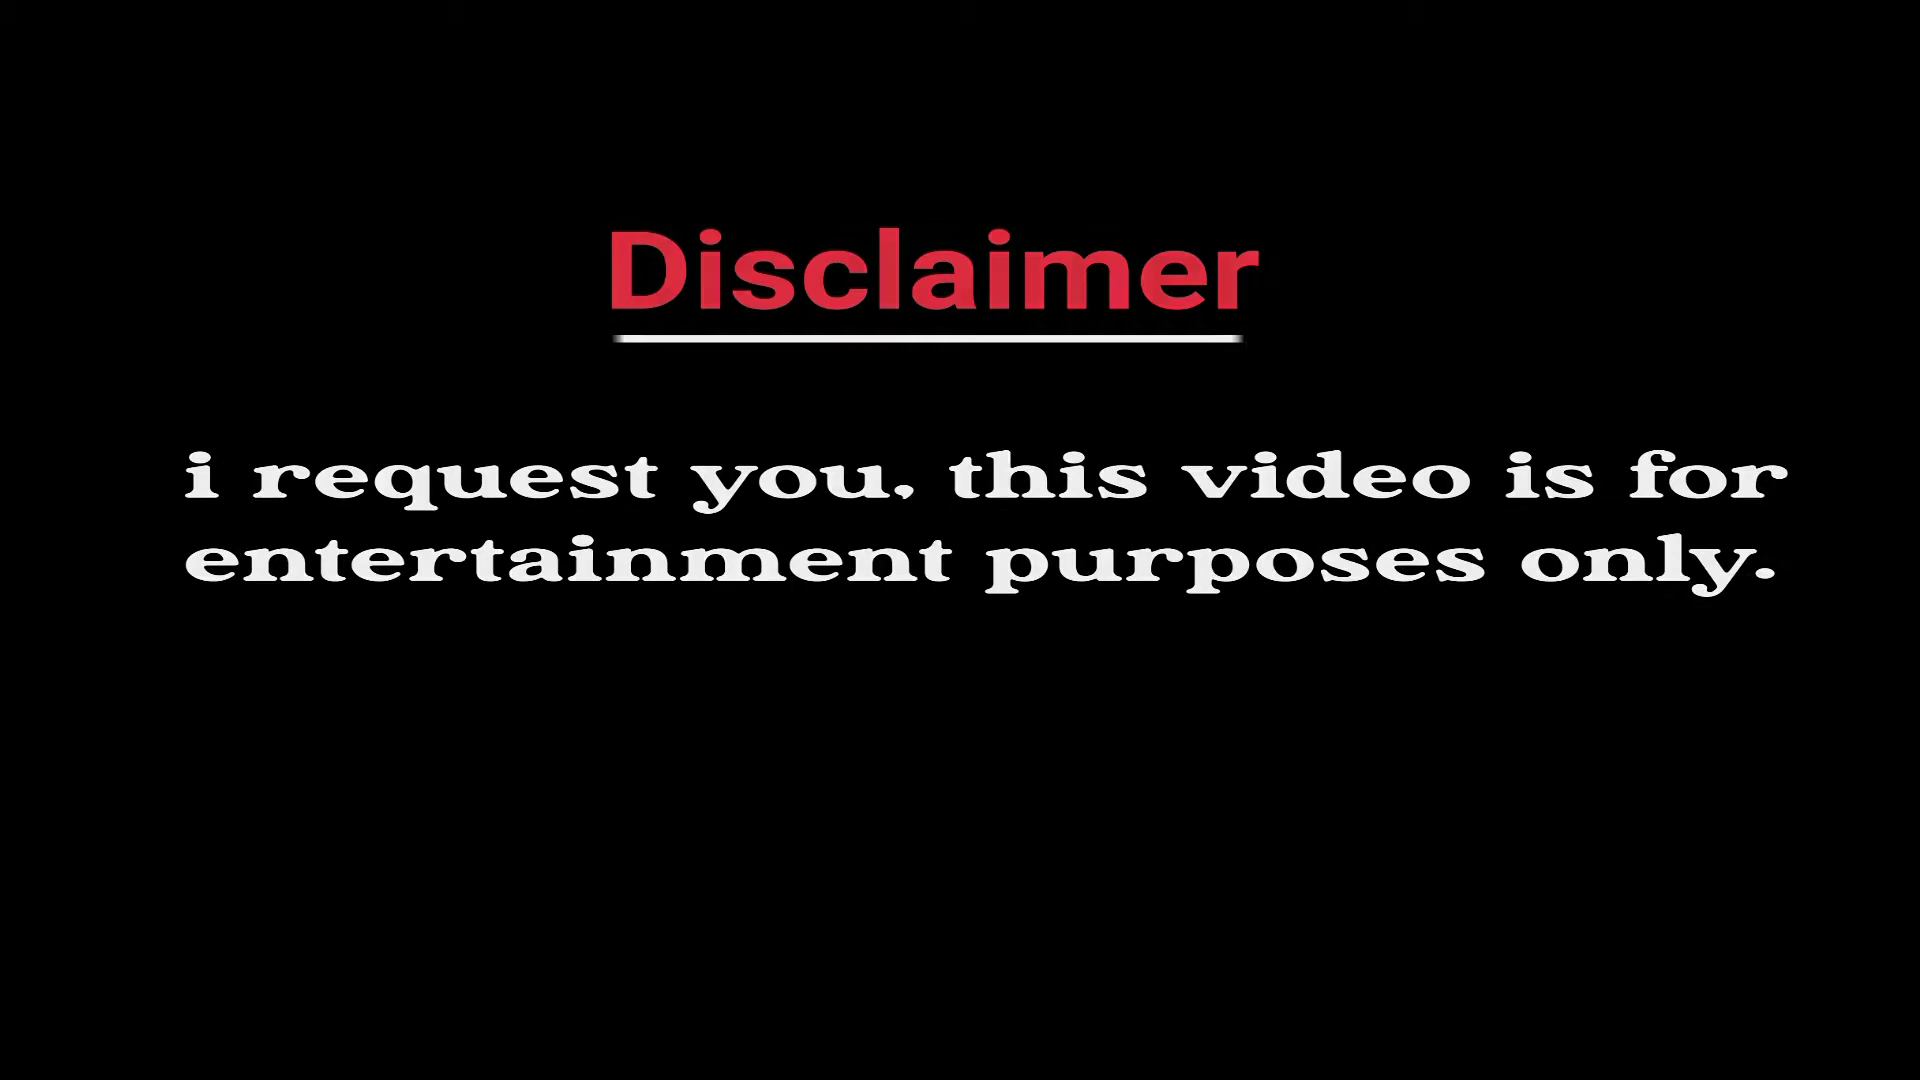 Disclaimer
i request you, this video is for
entertainment purposes only.